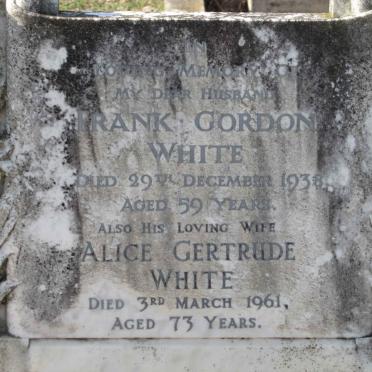 IN
LOVING MEMORY OF
MY DEAR HUSBAND
FRANK GORDON
WHITE
DIED 29TH DECEMBER 1938,
AGED 59 YEARS.
ALSO HIS LOVING WIFE
ALICE GERTRUDE
WHITE
DIED 3RD MARCH 1961,
AGED 73 YEARS.